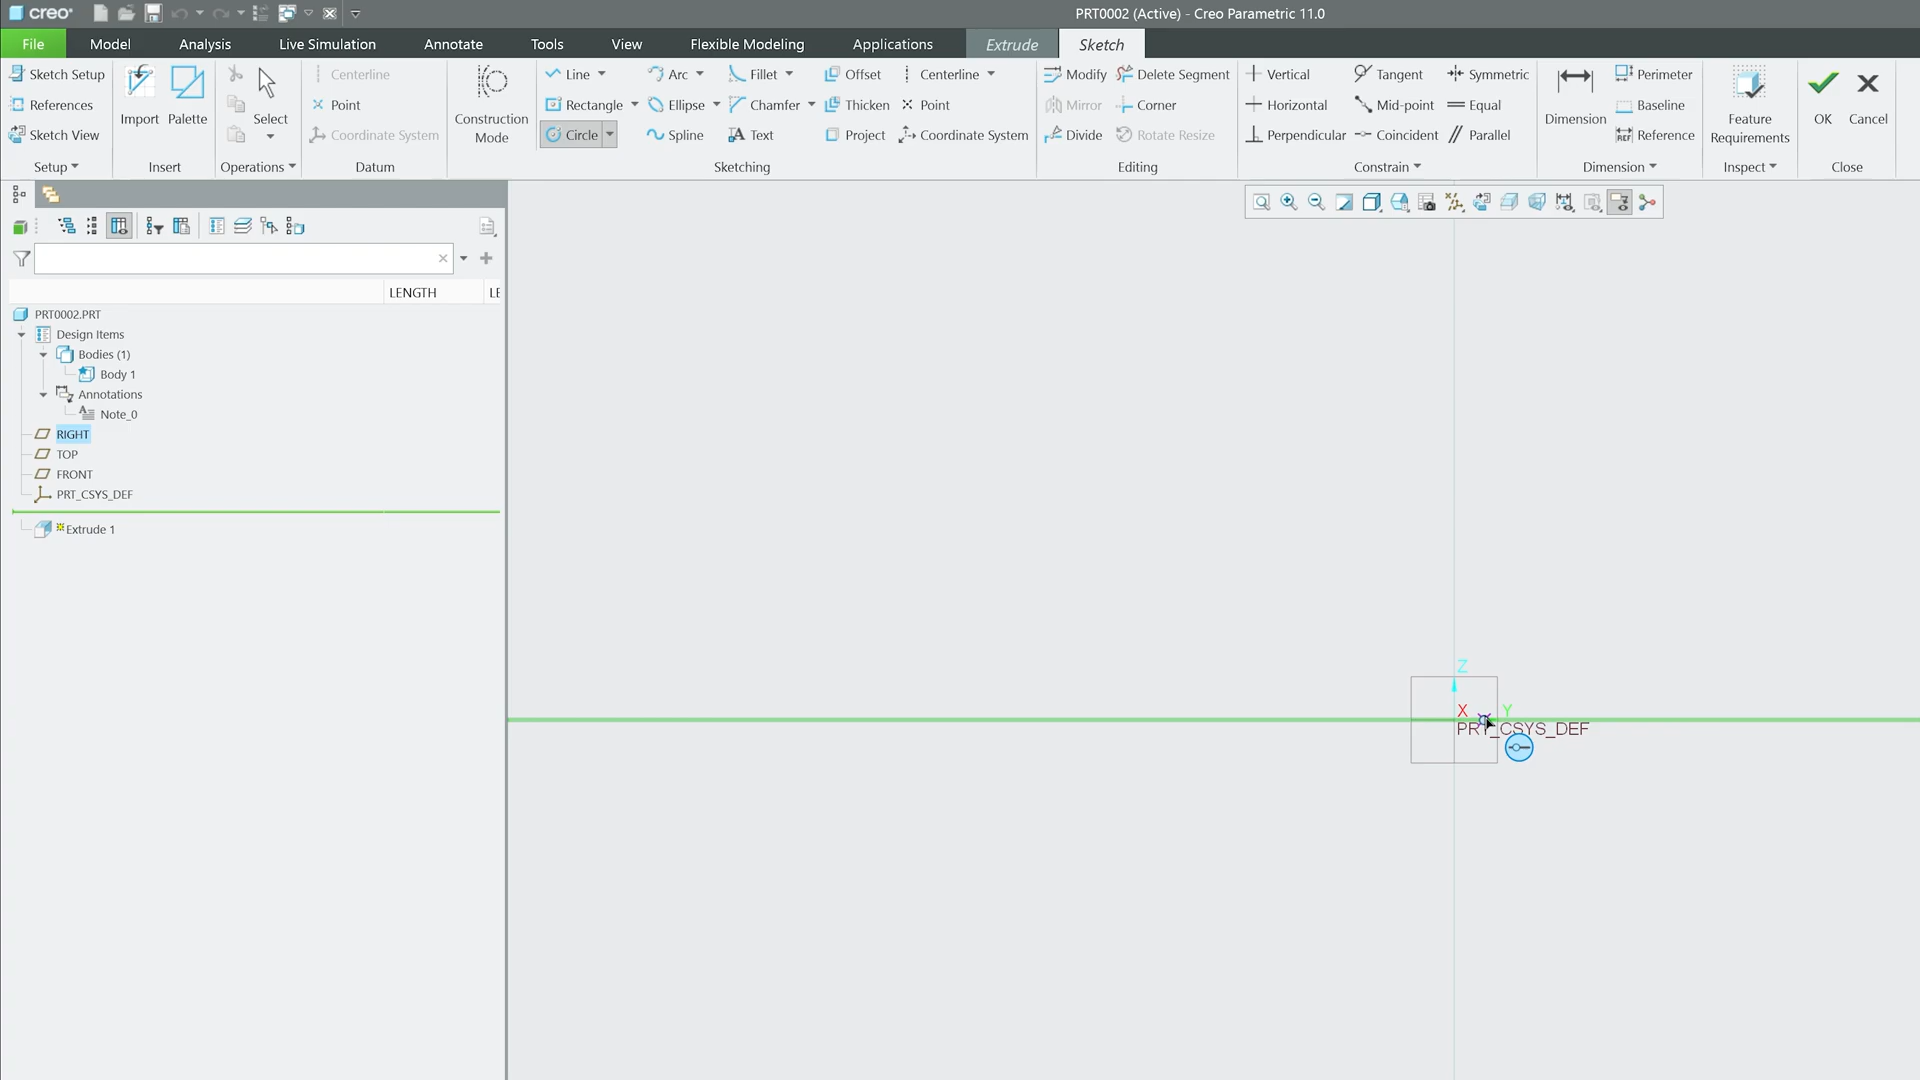 creo
PRT0002 (Active) - Creo Parametric 11.0
File Model Analysis Live Simulation Annotate Tools View Flexible Modeling Applications Extrude Sketch
Sketch Setup
References
Sketch View
Setup
Import
Palette
Insert
Select
Operations
Centerline
Point
Coordinate System
Datum
Construction
Mode
Line
Rectangle
Circle
Arc
Ellipse
Spline
Fillet
Chamfer
Text
Offset
Thicken
Project
Centerline
Point
Coordinate System
Sketching
Modify
Mirror
Divide
Delete Segment
Corner
Rotate Resize
Editing
Vertical
Horizontal
Perpendicular
Tangent
Mid-point
Coincident
Symmetric
Equal
Parallel
Constrain
Dimension
Perimeter
Baseline
Reference
Dimension
Feature
Requirements
Inspect
OK
Cancel
Close
LENGTH LE
PRT0002.PRT
Design Items
Bodies (1)
Body 1
Annotations
Note_0
RIGHT
TOP
FRONT
PRT_CSYS_DEF
Extrude 1
Z
X Y
PRT_CSYS_DEF